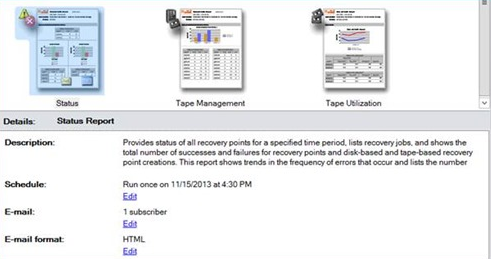 Status
Tape Management
Tape Utilization
Details: Status Report
Description: Provides status of all recovery points for a specified time period, lists recovery jobs, and shows the
total number of successes and failures for recovery points and disk-based and tape-based recovery
point creations. This report shows trends in the frequency of errors that occur and lists the number
Schedule: Run once on 11/15/2013 at 4:30 PM
Edit
E-mail: 1 subscriber
Edit
E-mail format: HTML
Edit